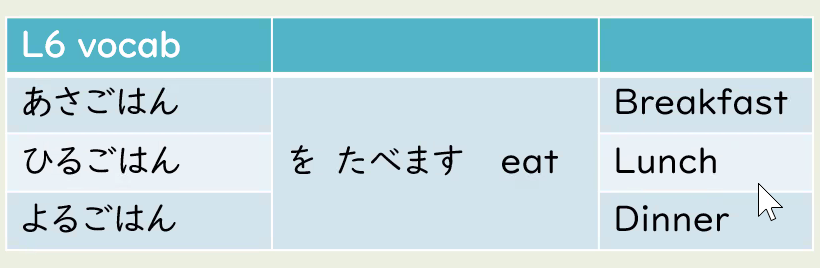 L6 vocab
あさごはん
Breakfast
ひるごはん を たべます eat Lunch
よるごはん
Dinner